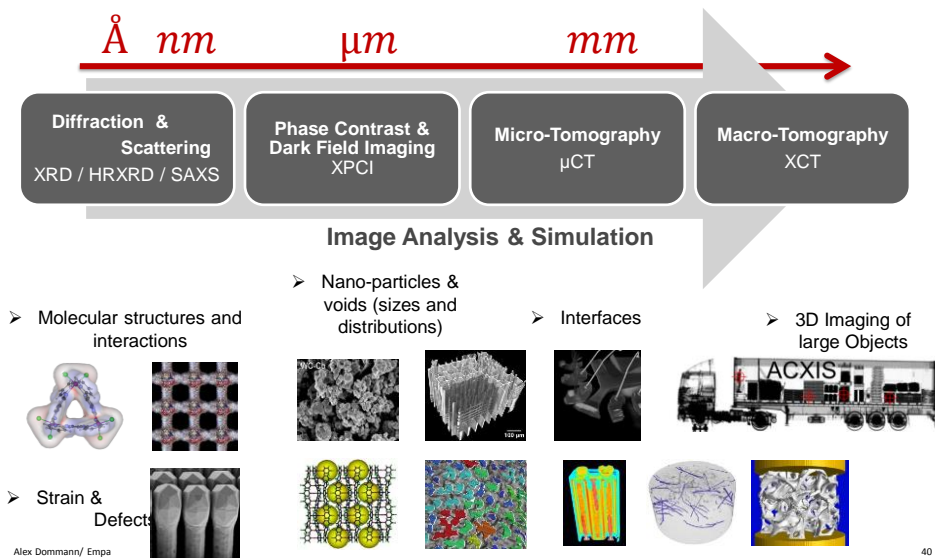 Å nm μm mm
Diffraction &
Scattering
XRD / HRXRD / SAXS
Phase Contrast &
Dark Field Imaging
XPCI
Micro-Tomography
μCT
Macro-Tomography
XCT
Image Analysis & Simulation
➢ Molecular structures and
interactions
➢ Nano-particles &
voids (sizes and
distributions)
➢ Interfaces
➢ 3D Imaging of
large Objects
WC-Co
100 μm
ACXIS
➢ Strain &
Defects
Alex Dommann/ Empa
40